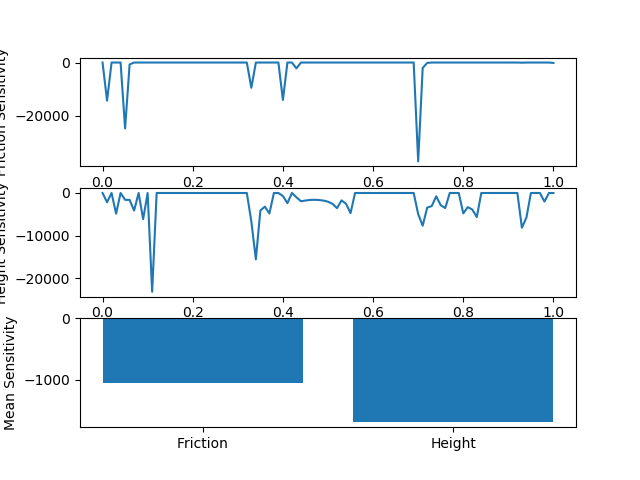 Friction Sensitivity
0
−20000
0.0 0.2 0.4 0.6 0.8 1.0
Height Sensitivity
0
−10000
−20000
0.0 0.2 0.4 0.6 0.8 1.0
Mean Sensitivity
0
−1000
Friction Height